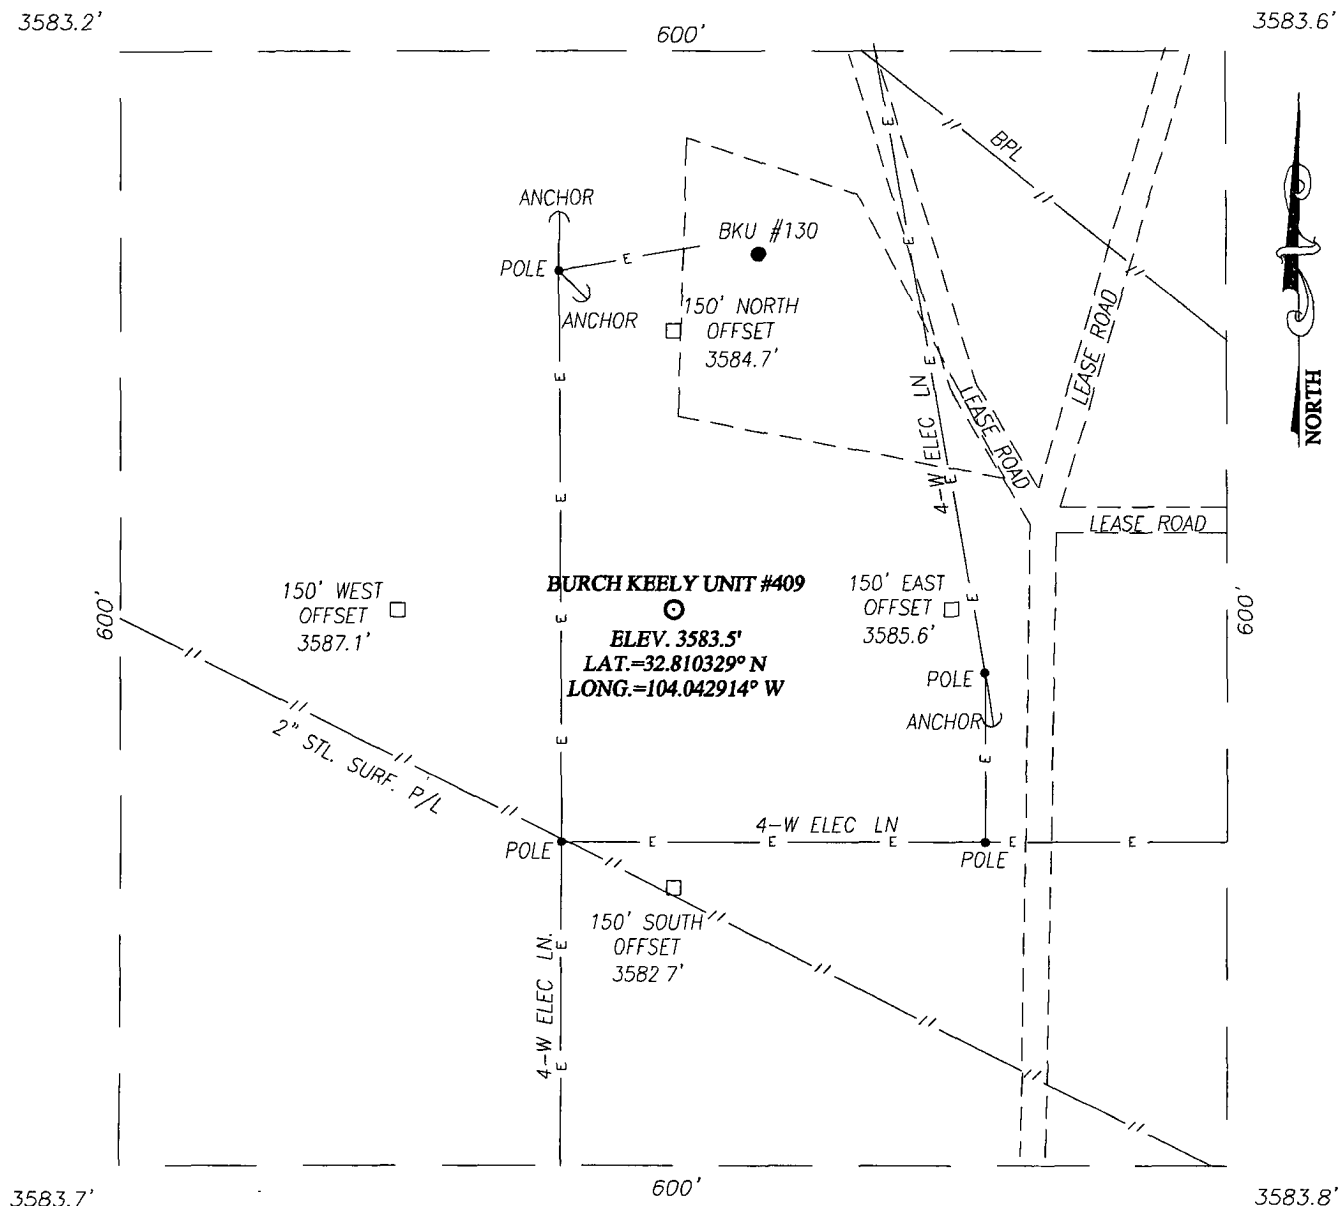 3583.2'
600'
3583.6'
BPL
ANCHOR
BKU #130
E
E
E
POLE
E
ANCHOR
150' NORTH
OFFSET
3584.7'
LEASE ROAD
NORTH
E
E
4-W ELEC LN
LEASE ROAD
E
E
LEASE ROAD
150' WEST
OFFSET
3587.1'
BURCH KEELY UNIT #409
ELEV. 3583.5'
LAT.=32.810329° N
LONG.=104.042914° W
150' EAST
OFFSET
3585.6'
E
E
600'
600'
POLE
ANCHOR
2" STL. SURF. P/L
E
E
4-W ELEC LN
POLE
E
E
E
E
E
POLE
150' SOUTH
OFFSET
3582 7'
E
4-W ELEC LN.
E
3583.7'
600'
3583.8'